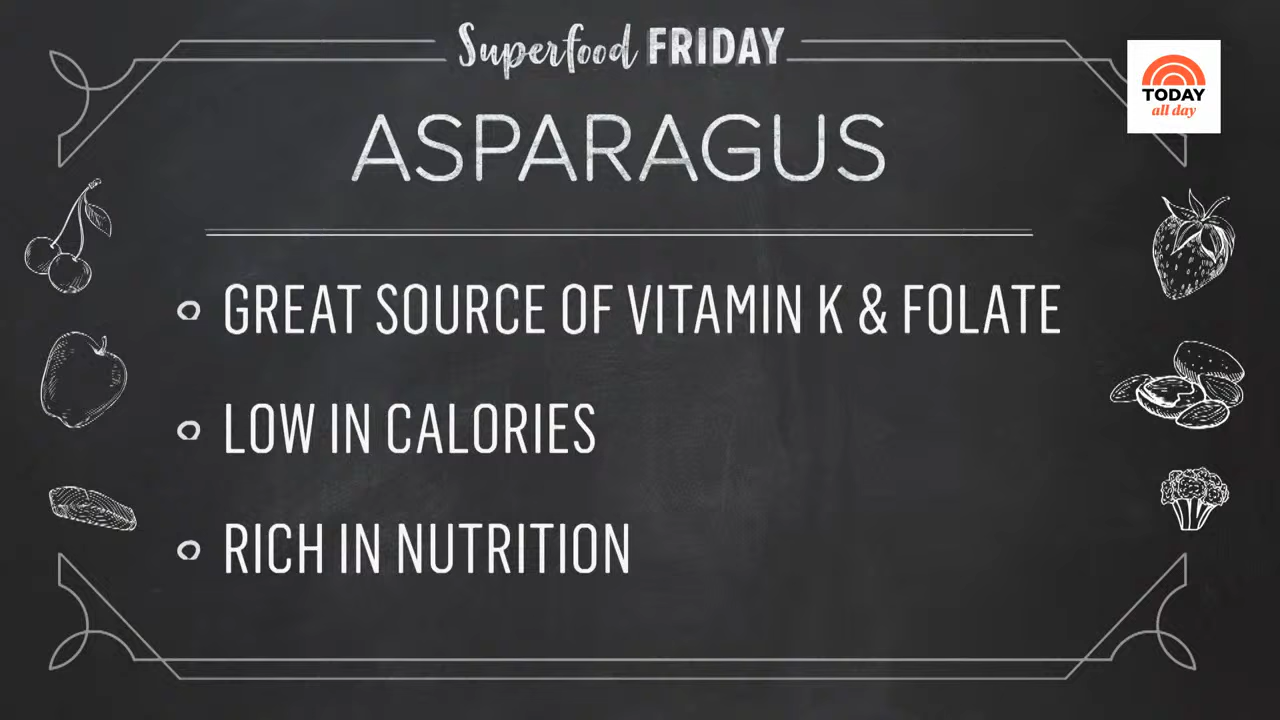 Superfood FRIDAY
TODAY
all day
ASPARAGUS
GREAT SOURCE OF VITAMIN K & FOLATE
LOW IN CALORIES
RICH IN NUTRITION